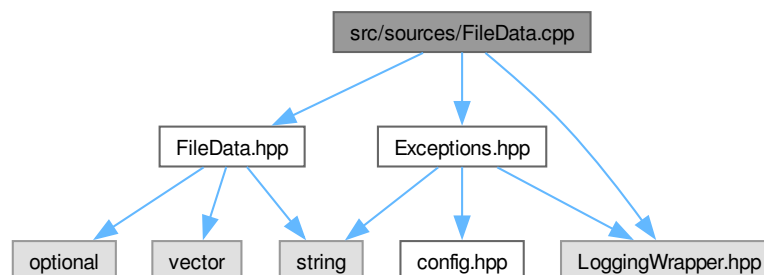 src/sources/FileData.cpp
FileData.hpp
Exceptions.hpp
optional
vector
string
config.hpp
LoggingWrapper.hpp